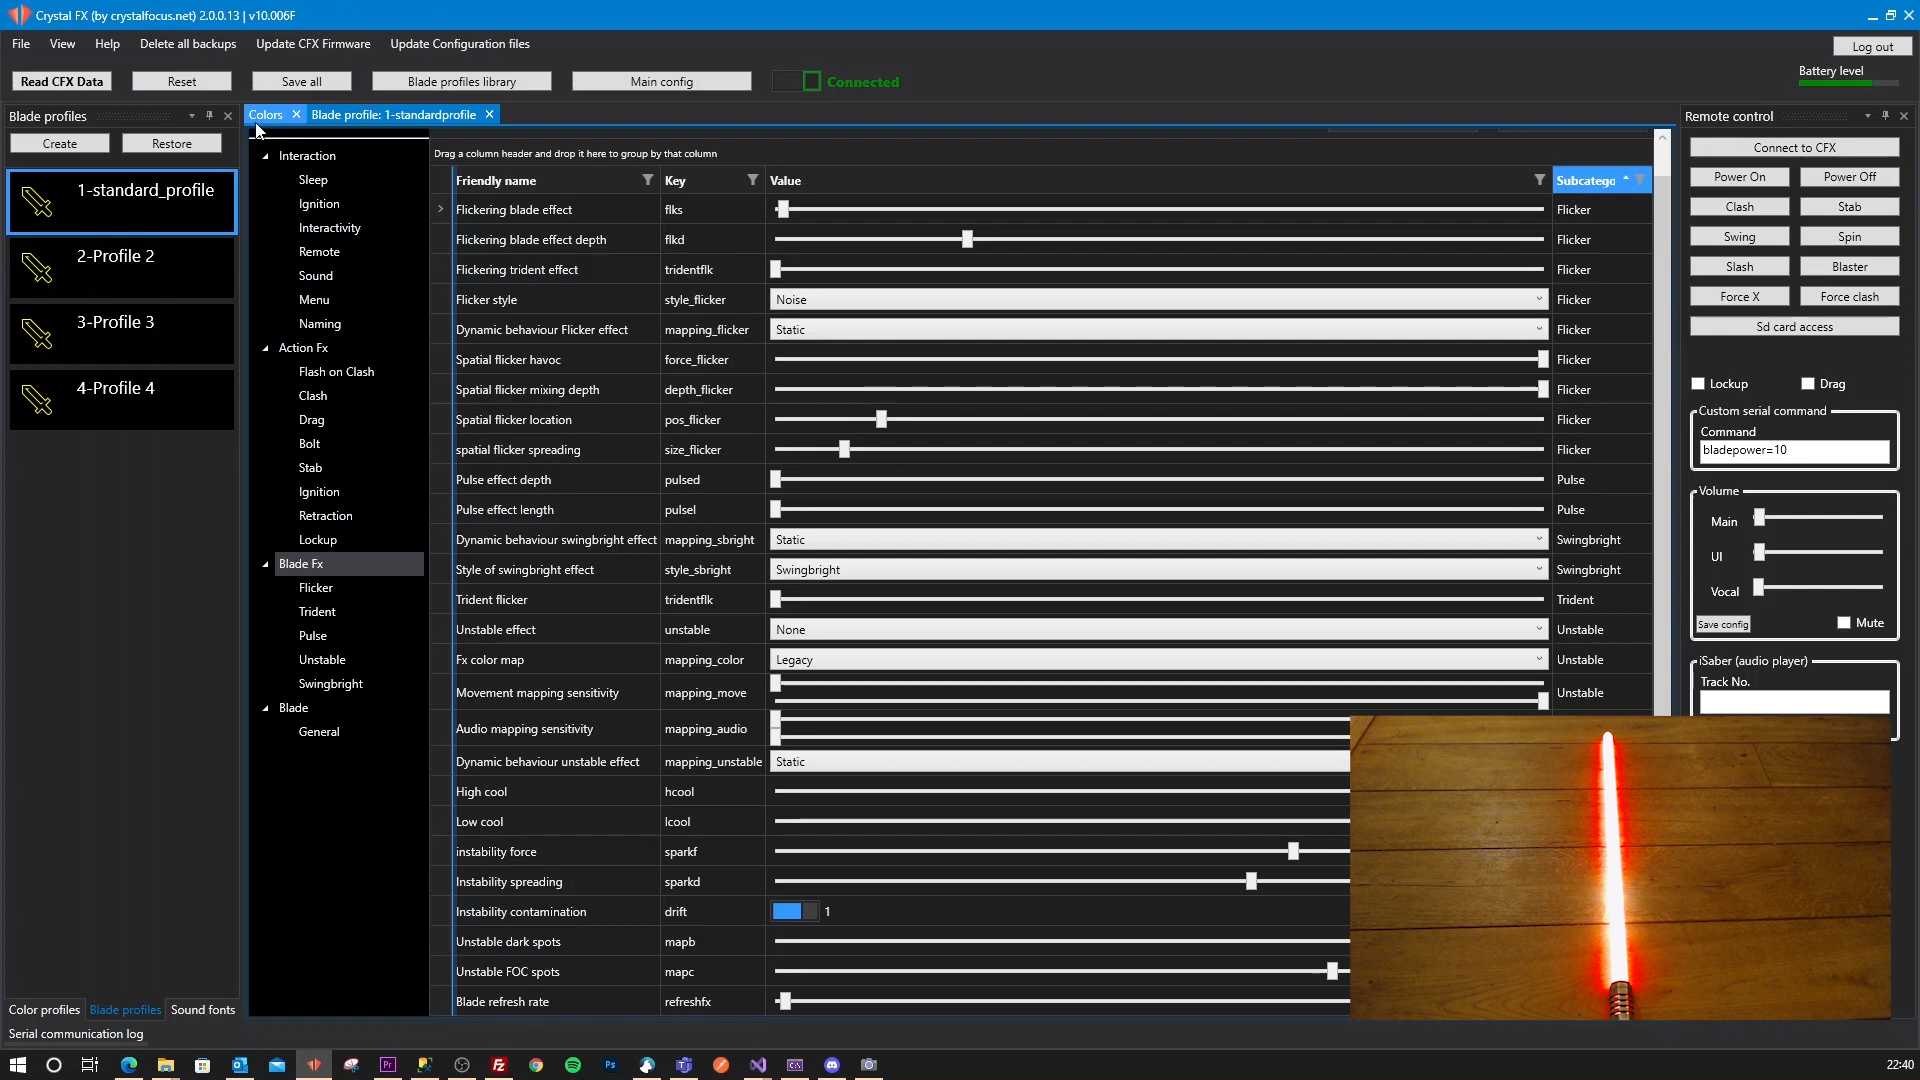 Crystal FX (by crystalfocus.net) 2.0.0.13 | v10.006F
File View Help Delete all backups Update CFX Firmware Update Configuration files
Log out
Read CFX Data Reset Save all Blade profiles library Main config Connected
Battery level
Blade profiles
Create Restore
1-standard_profile
2-Profile 2
3-Profile 3
4-Profile 4
Color profiles Blade profiles Sound fonts
Serial communication log
Colors Blade profile: 1-standardprofile
Interaction
Sleep
Ignition
Interactivity
Remote
Sound
Menu
Naming
Action Fx
Flash on Clash
Clash
Drag
Bolt
Stab
Ignition
Retraction
Lockup
Blade Fx
Flicker
Trident
Pulse
Unstable
Swingbright
Blade
General
Drag a column header and drop it here to group by that column
Friendly name Key Value Subcatego
Flickering blade effect flks Flicker
Flickering blade effect depth flkd Flicker
Flickering trident effect tridentflk Flicker
Flicker style style_flicker Noise Flicker
Dynamic behaviour Flicker effect mapping_flicker Static Flicker
Spatial flicker havoc force_flicker Flicker
Spatial flicker mixing depth depth_flicker Flicker
Spatial flicker location pos_flicker Flicker
spatial flicker spreading size_flicker Flicker
Pulse effect depth pulsed Pulse
Pulse effect length pulsel Pulse
Dynamic behaviour swingbright effect mapping_sbright Static Swingbright
Style of swingbright effect style_sbright Swingbright Swingbright
Trident flicker tridentflk Trident
Unstable effect unstable None Unstable
Fx color map mapping_color Legacy Unstable
Movement mapping sensitivity mapping_move Unstable
Audio mapping sensitivity mapping_audio
Dynamic behaviour unstable effect mapping_unstable Static
High cool hcool
Low cool lcool
instability force sparkf
Instability spreading sparkd
Instability contamination drift 1
Unstable dark spots mapb
Unstable FOC spots mapc
Blade refresh rate refreshfx
Remote control
Connect to CFX
Power On Power Off
Clash Stab
Swing Spin
Slash Blaster
Force X Force clash
Sd card access
Lockup Drag
Custom serial command
Command
bladepower=10
Volume
Main
UI
Vocal
Save config Mute
iSaber (audio player)
Track No.
22:40